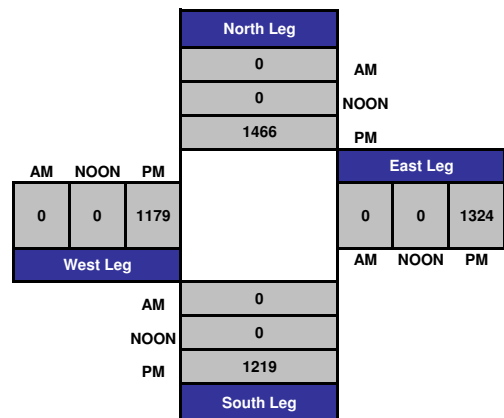 North Leg
0 AM
0 NOON
1466 PM
AM NOON PM
East Leg
0 0 1179
0 0 1324
West Leg
AM NOON PM
AM 0
NOON 0
PM 1219
South Leg